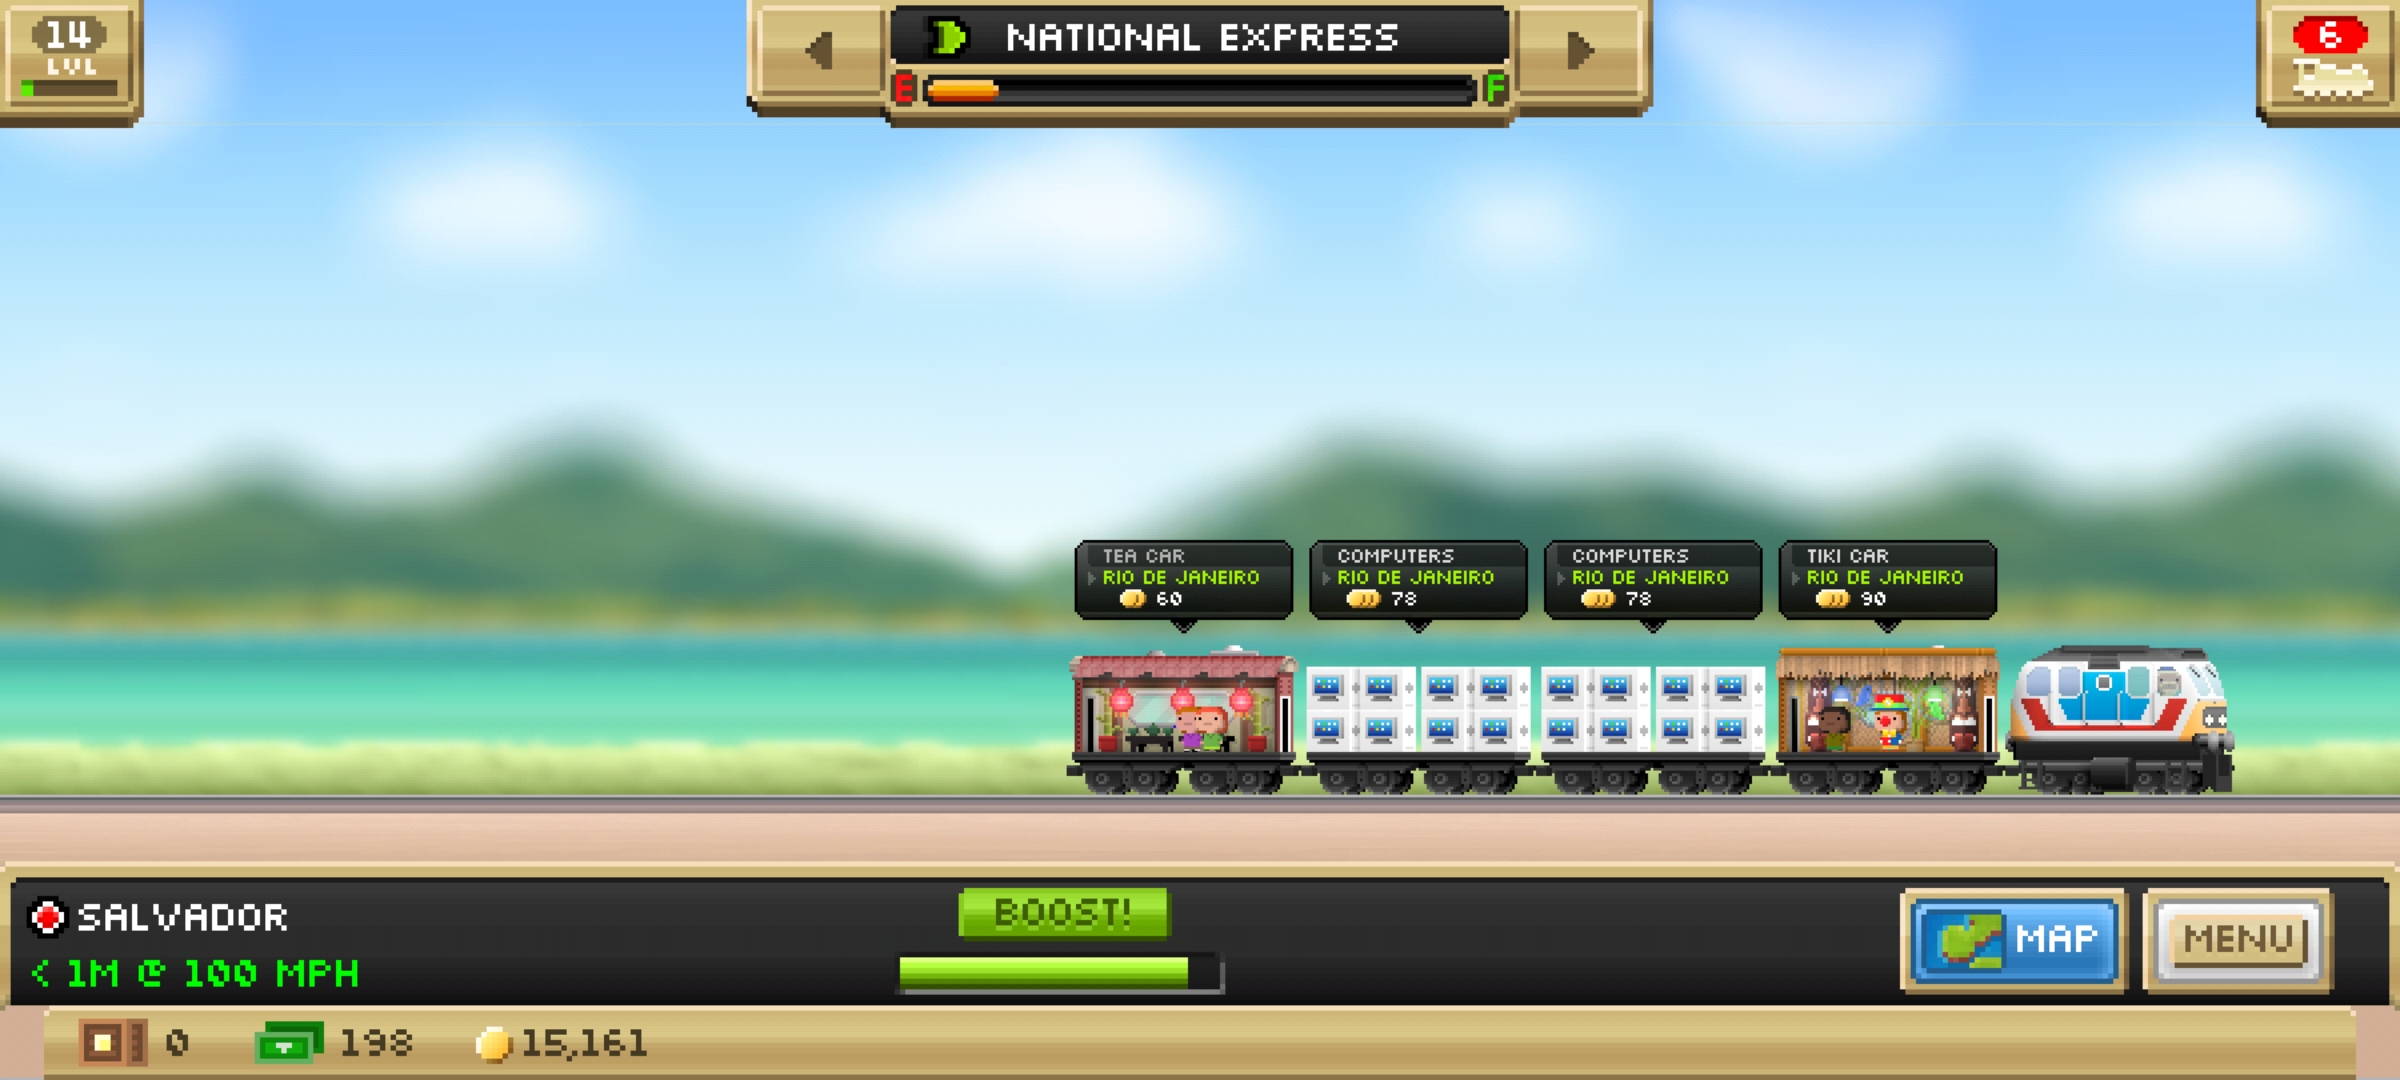 14
LVL
NATIONAL EXPRESS
E F
6
TEA CAR
RIO DE JANEIRO
60
COMPUTERS
RIO DE JANEIRO
78
COMPUTERS
RIO DE JANEIRO
78
TIKI CAR
RIO DE JANEIRO
90
SALVADOR
< 1M @ 100 MPH
BOOST!
MAP
MENU
0
198
15,161